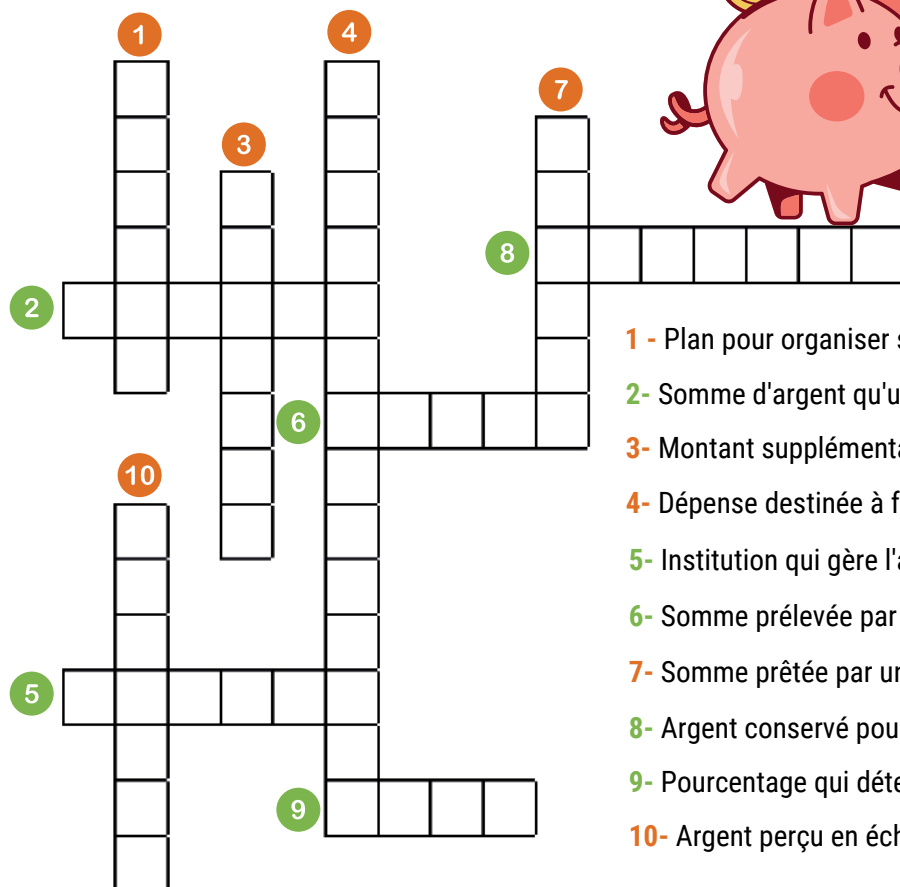 1
4
7
3
8
2
6
10
5
9
1 - Plan pour organiser
2- Somme d'argent qu'u
3- Montant supplément
4- Dépense destinée à f
5- Institution qui gère l'a
6- Somme prélevée par
7- Somme prêtée par un
8- Argent conservé pou
9- Pourcentage qui déte
10- Argent perçu en éch